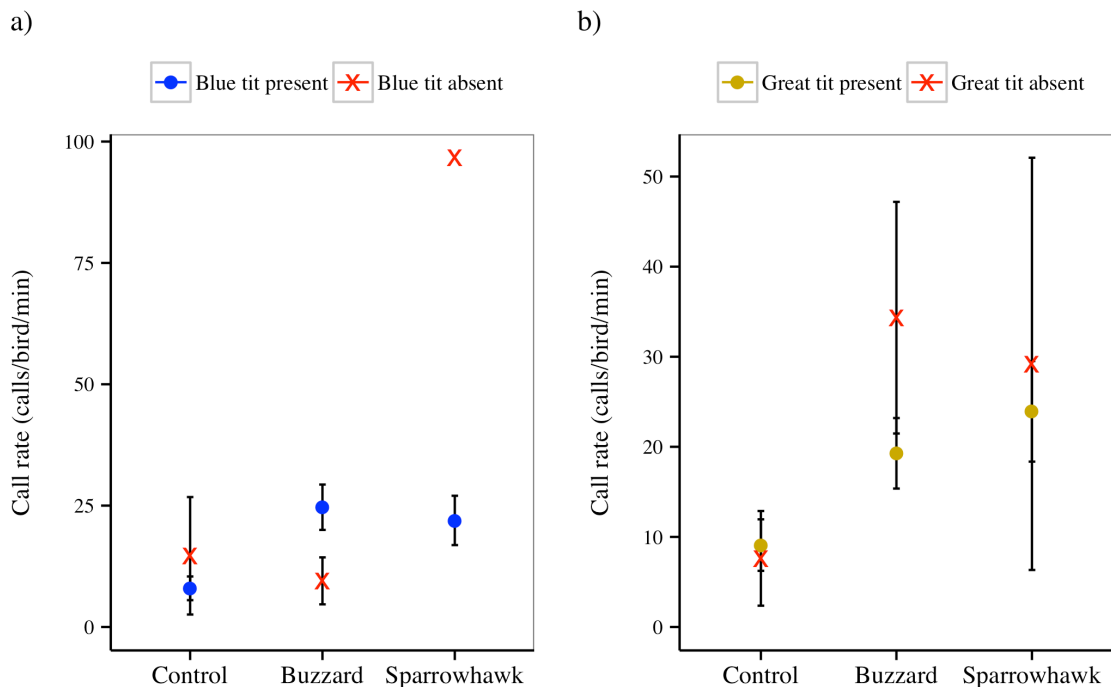 a)
Blue tit present Blue tit absent
Call rate (calls/bird/min)
100
75
50
25
0
Control Buzzard Sparrowhawk
b)
Great tit present Great tit absent
Call rate (calls/bird/min)
50
40
30
20
10
0
Control Buzzard Sparrowhawk